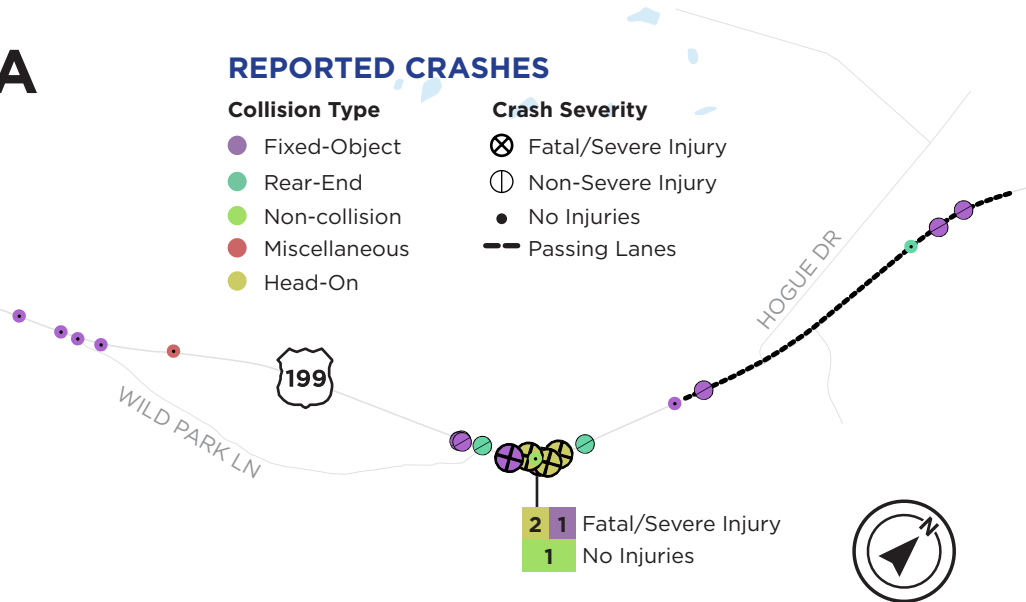 A
REPORTED CRASHES
Collision Type
Crash Severity
Fixed-Object
Fatal/Severe Injury
Rear-End
Non-Severe Injury
Non-collision
No Injuries
Miscellaneous
Passing Lanes
Head-On
HOGUE DR
199
WILD PARK LN
2 1 Fatal/Severe Injury
1 No Injuries
N